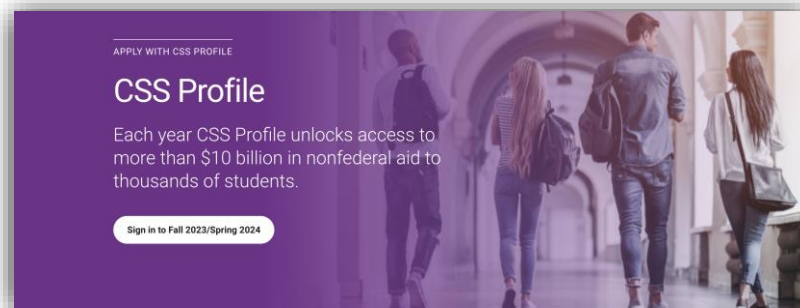 APPLY WITH CSS PROFILE
CSS Profile
Each year CSS Profile unlocks access to
more than $10 billion in nonfederal aid to
thousands of students.
Sign in to Fall 2023/Spring 2024